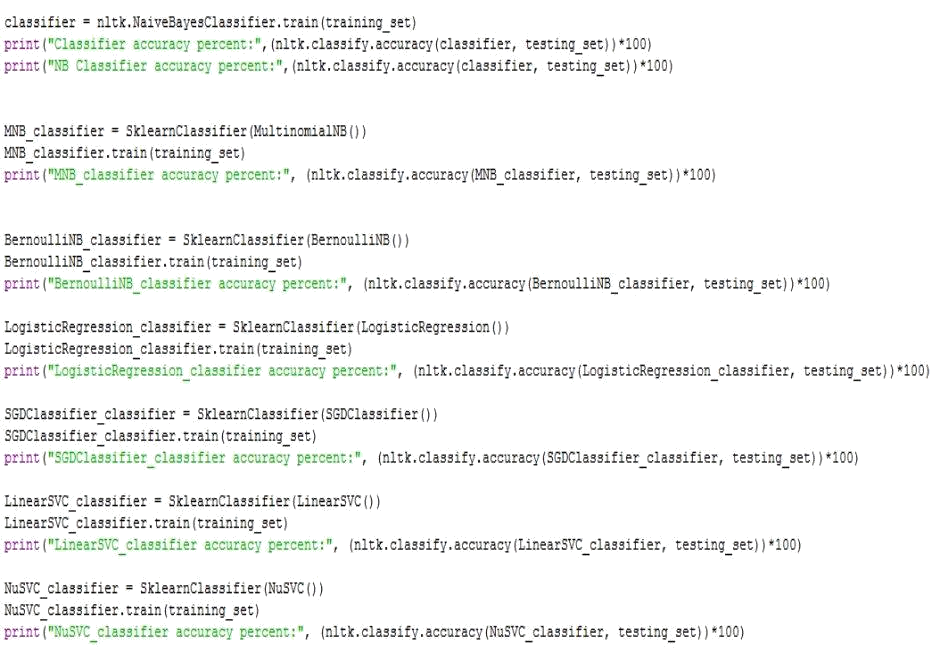 classifier = nltk.NaiveBayesClassifier.train(training_set)
print("Classifier accuracy percent:",(nltk.classify.accuracy(classifier, testing_set))*100)
print("NB Classifier accuracy percent:",(nltk.classify.accuracy(classifier, testing_set))*100)
MNB_classifier = SklearnClassifier(MultinomialNB())
MNB_classifier.train(training_set)
print("MNB_classifier accuracy percent:", (nltk.classify.accuracy(MNB_classifier, testing_set))*100)
BernoulliNB_classifier = SklearnClassifier(BernoulliNB())
BernoulliNB_classifier.train(training_set)
print("BernoulliNB_classifier accuracy percent:", (nltk.classify.accuracy(BernoulliNB_classifier, testing_set))*100)
LogisticRegression_classifier = SklearnClassifier(LogisticRegression())
LogisticRegression_classifier.train(training_set)
print("LogisticRegression_classifier accuracy percent:", (nltk.classify.accuracy(LogisticRegression_classifier, testing_set))*100)
SGDClassifier_classifier = SklearnClassifier(SGDClassifier())
SGDClassifier_classifier.train(training_set)
print("SGDClassifier_classifier accuracy percent:", (nltk.classify.accuracy(SGDClassifier_classifier, testing_set))*100)
LinearSVC_classifier = SklearnClassifier(LinearSVC())
LinearSVC_classifier.train(training_set)
print("LinearSVC_classifier accuracy percent:", (nltk.classify.accuracy(LinearSVC_classifier, testing_set))*100)
NuSVC_classifier = SklearnClassifier(NuSVC())
NuSVC_classifier.train(training_set)
print("NuSVC_classifier accuracy percent:", (nltk.classify.accuracy(NuSVC_classifier, testing_set))*100)